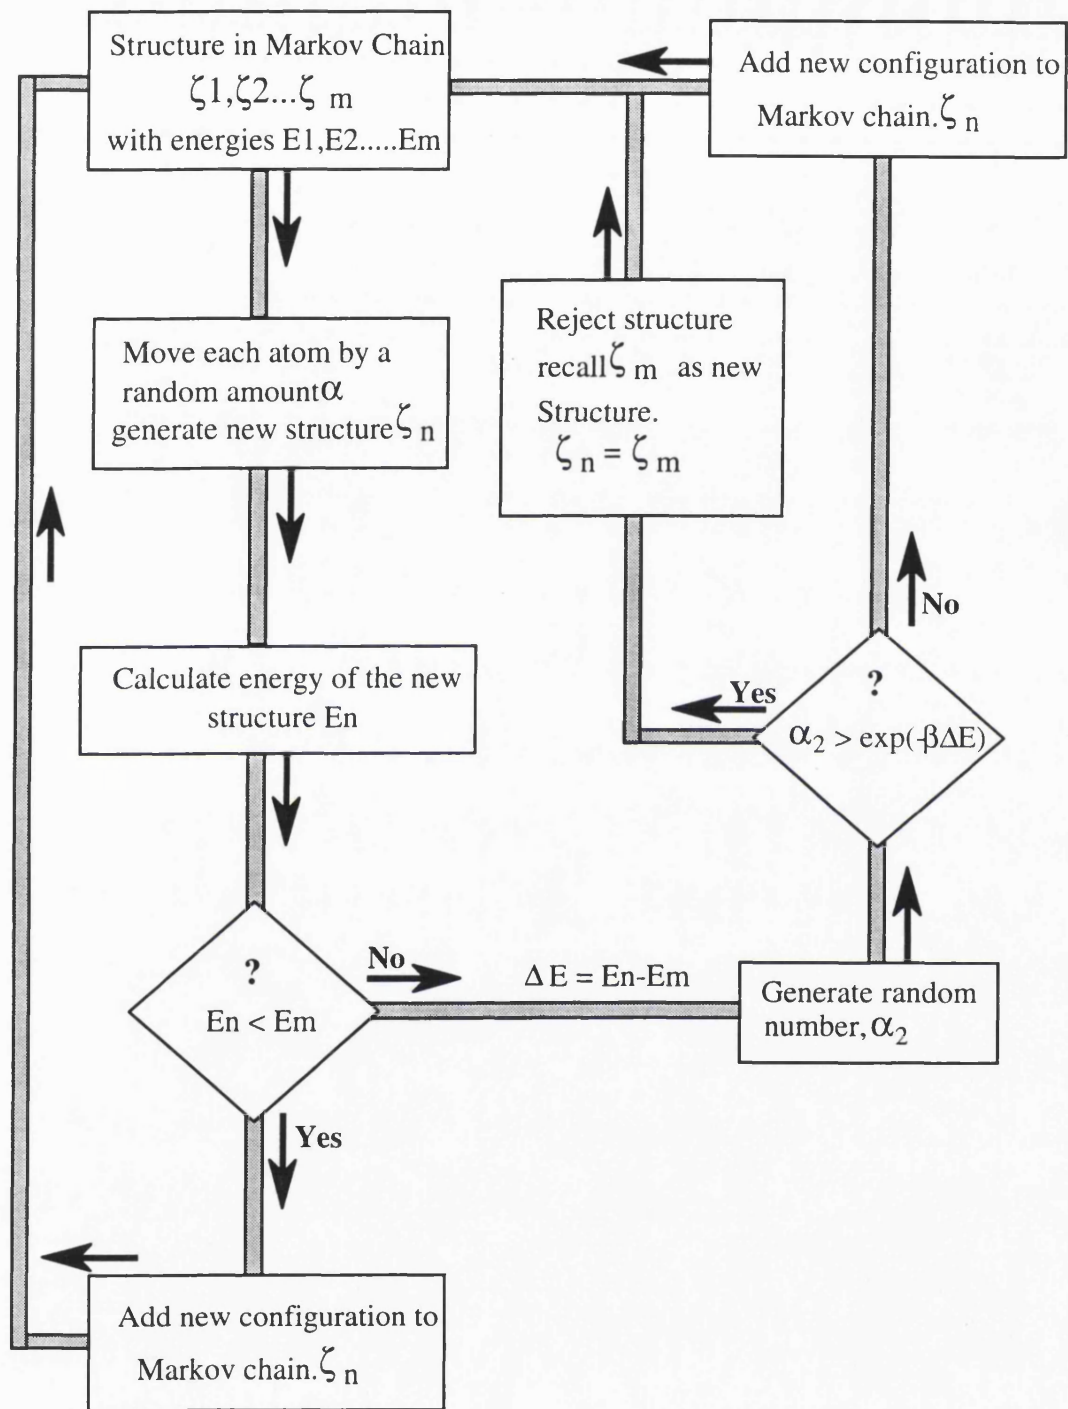 Structure in Markov Chain
ζ1,ζ2...ζ m
with energies E1,E2.....Em
Add new configuration to
Markov chain.ζ n
Move each atom by a
random amountα
generate new structureζ n
Reject structure
recallζ m as new
Structure.
ζ n = ζ m
No
Calculate energy of the new
structure En
Yes
?
α2 > exp(-βΔE)
?
En < Em
No
Δ E = En-Em
Generate random
number,α2
Yes
Add new configuration to
Markov chain.ζ n